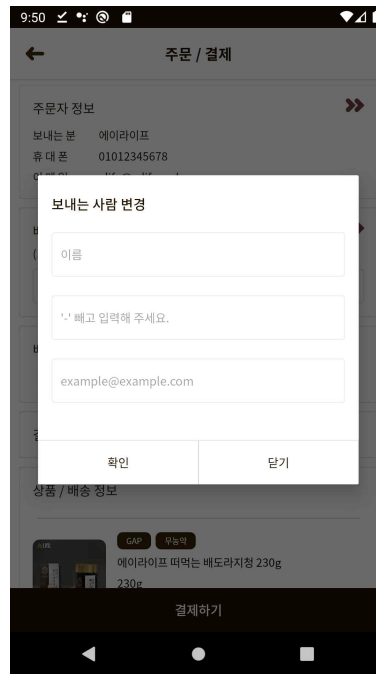 9:50
주문 / 결제
주문자 정보
보내는 분 에이라이프
휴 대 폰 01012345678
보내는 사람 변경
이름
'-' 빼고 입력해 주세요.
example@example.com
확인 닫기
상품 / 배송 정보
GAP 무농약
에이라이프 떠먹는 배도라지청 230g
230g
결제하기